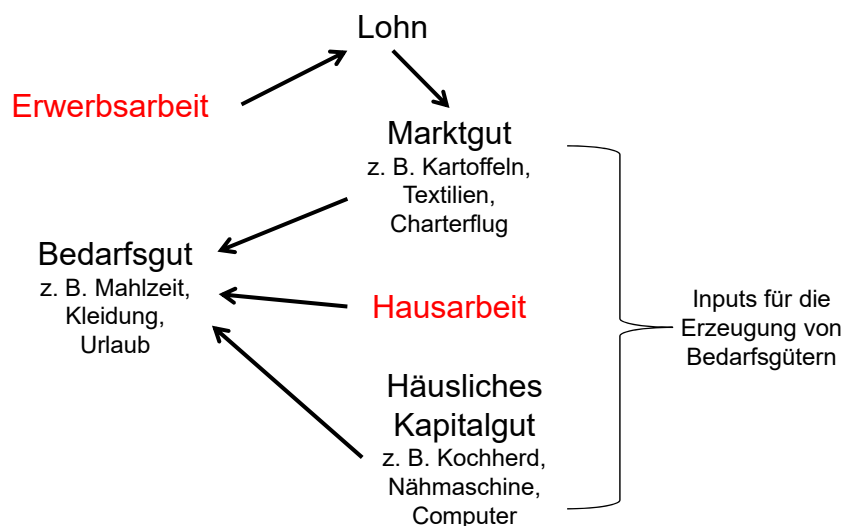 Lohn
Erwerbsarbeit
Marktgut
z. B. Kartoffeln,
Textilien,
Charterflug
Bedarfsgut
z. B. Mahlzeit,
Kleidung,
Urlaub
Hausarbeit
Inputs für die
Erzeugung von
Bedarfsgütern
Häusliches
Kapitalgut
z. B. Kochherd,
Nähmaschine,
Computer